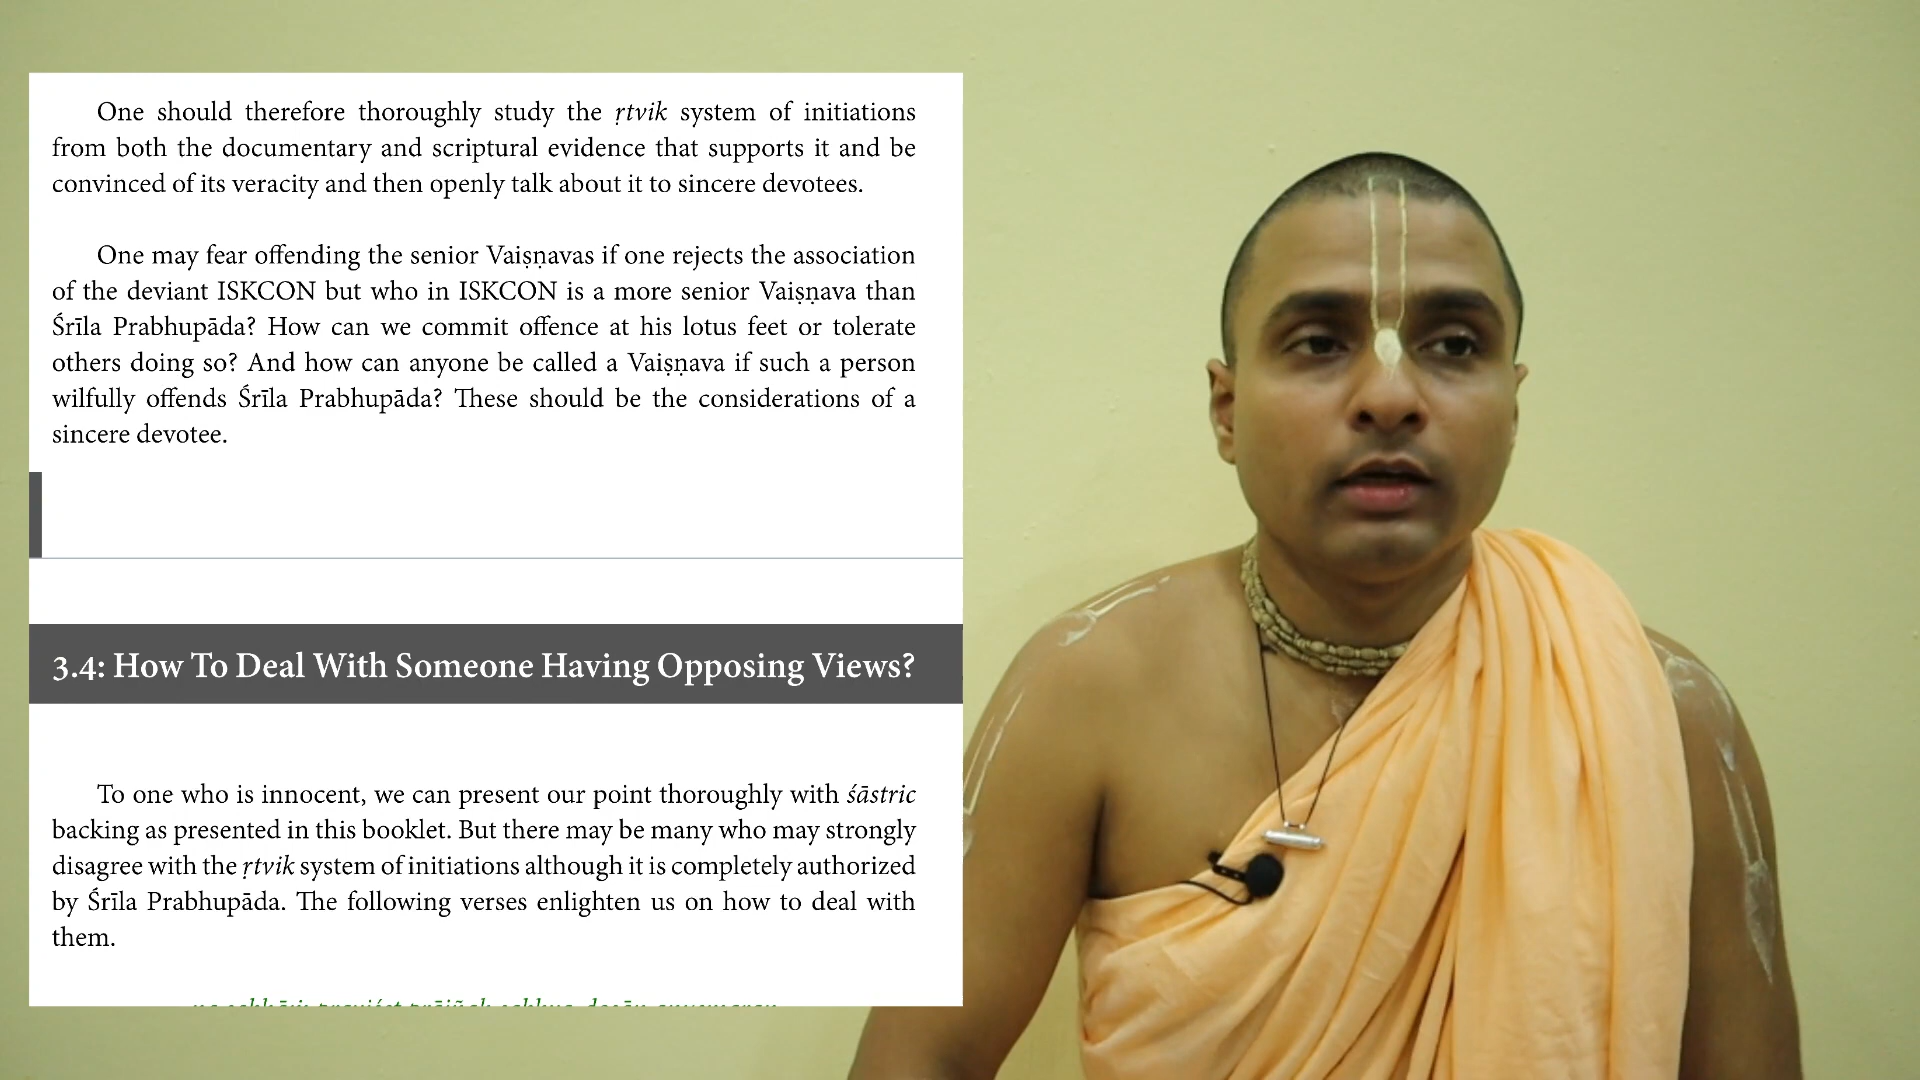 One should therefore thoroughly study the ṛtvik system of initiations
from both the documentary and scriptural evidence that supports it and be
convinced of its veracity and then openly talk about it to sincere devotees.
One may fear offending the senior Vaiṣṇavas if one rejects the association
of the deviant ISKCON but who in ISKCON is a more senior Vaiṣṇava than
Śrīla Prabhupāda? How can we commit offence at his lotus feet or tolerate
others doing so? And how can anyone be called a Vaiṣṇava if such a person
wilfully offends Śrīla Prabhupāda? These should be the considerations of a
sincere devotee.
3.4: How To Deal With Someone Having Opposing Views?
To one who is innocent, we can present our point thoroughly with śāstric
backing as presented in this booklet. But there may be many who may strongly
disagree with the ṛtvik system of initiations although it is completely authorized
by Śrīla Prabhupāda. The following verses enlighten us on how to deal with
them.